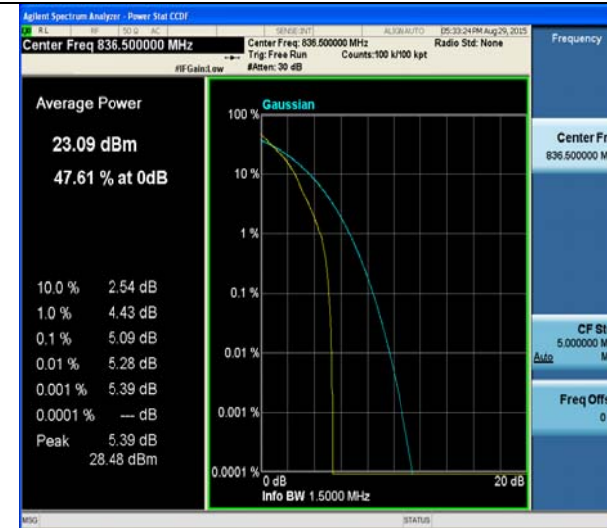 Agilent Spectrum Analyzer - Power Stat CCDF
RL RF 50 Ω AC SENSE:INT ALIGN AUTO 05:33:24 PM Aug 29, 2015
Center Freq 836.500000 MHz
Center Freq: 836.500000 MHz Radio Std: None
Trig: Free Run Counts:100 k/100 kpt
#IFGain:Low #Atten: 30 dB
Frequency
Average Power
23.09 dBm
47.61 % at 0dB
10.0 % 2.54 dB
1.0 % 4.43 dB
0.1 % 5.09 dB
0.01 % 5.28 dB
0.001 % 5.39 dB
0.0001 % --- dB
Peak 5.39 dB
28.48 dBm
Gaussian
100 %
10 %
1 %
0.1 %
0.01 %
0.001 %
0.0001 %
0 dB 20 dB
Info BW 1.5000 MHz
Center Fr
836.500000 M
CF St
5.000000 M
Auto M
Freq Offs
0
MSG STATUS